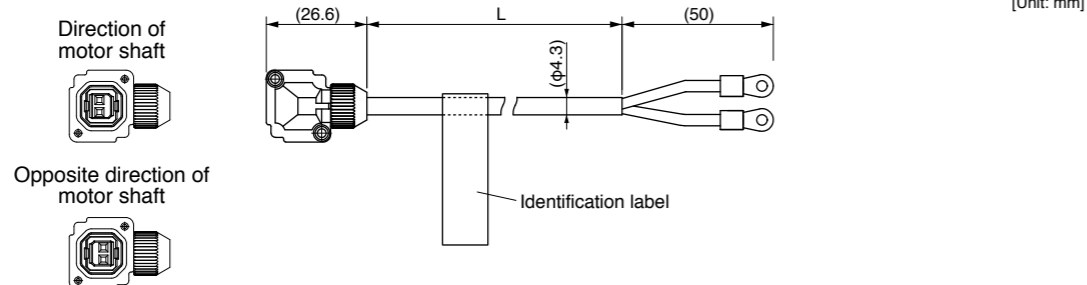 [Unit: mm]
(26.6)
L
(50)
Direction of
motor shaft
(φ4.3)
Opposite direction of
motor shaft
Identification label